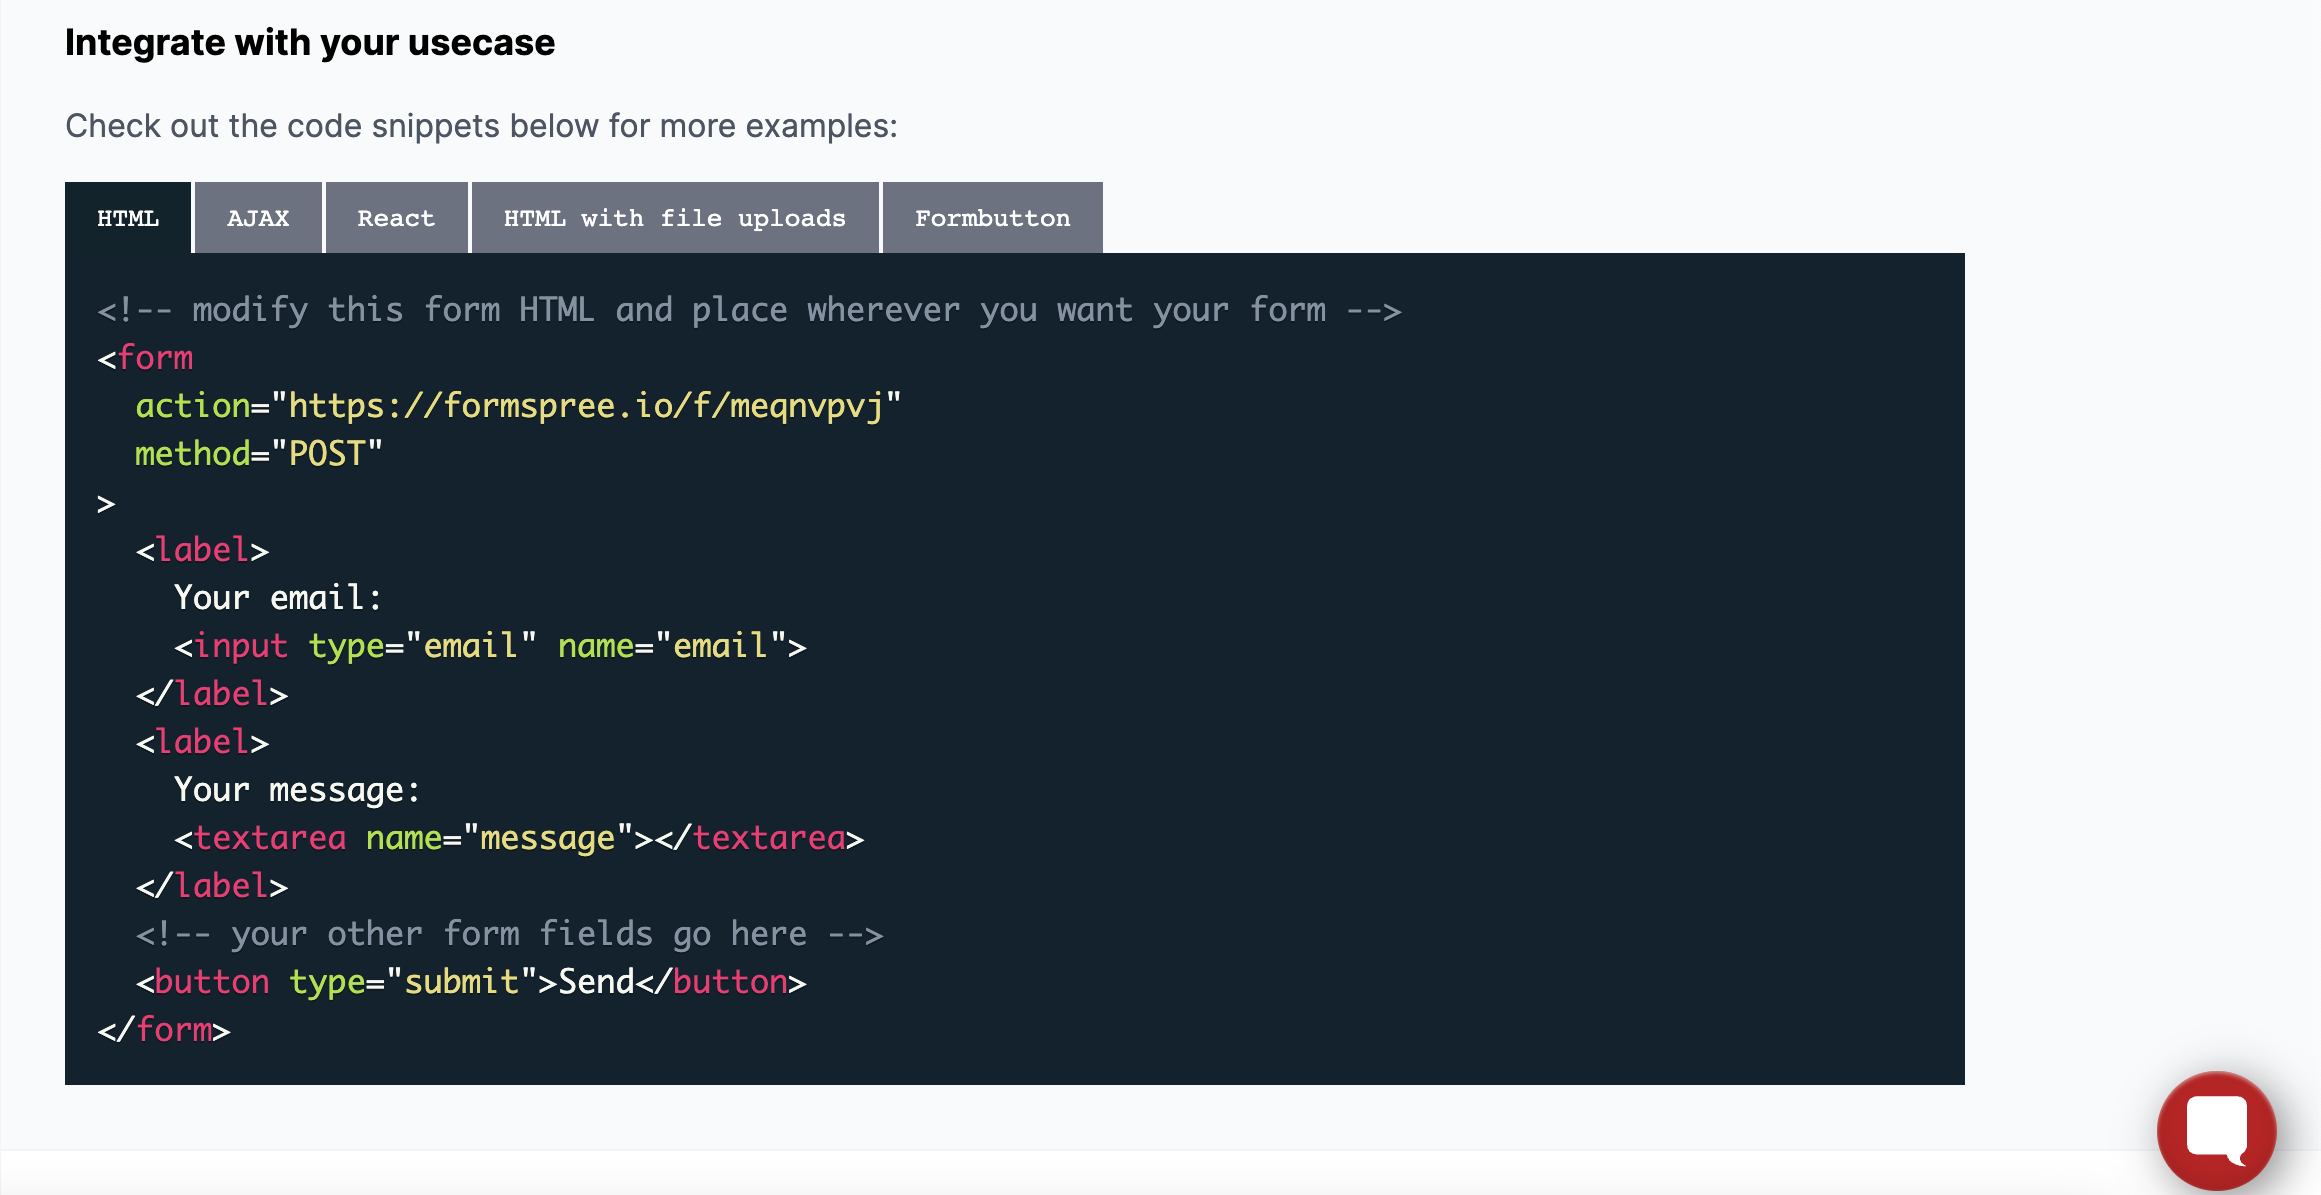 Integrate with your usecase
Check out the code snippets below for more examples:
HTML AJAX React HTML with file uploads Formbutton
<!-- modify this form HTML and place wherever you want your form -->
<form
  action="https://formspree.io/f/meqnvpvj"
  method="POST"
>
  <label>
    Your email:
    <input type="email" name="email">
  </label>
  <label>
    Your message:
    <textarea name="message"></textarea>
  </label>
  <!-- your other form fields go here -->
  <button type="submit">Send</button>
</form>